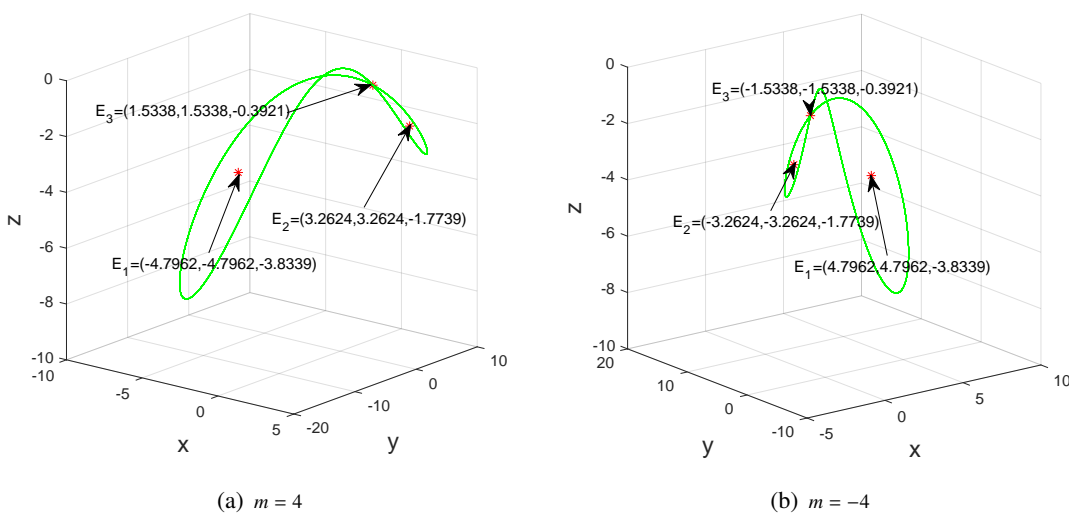 0
-2
-4
-6
-8
-10
z
-10
-5
0
5
x
-20
-10
0
10
y
E3=(1.5338,1.5338,-0.3921)
E2=(3.2624,3.2624,-1.7739)
E1=(-4.7962,-4.7962,-3.8339)
(a) m = 4
0
-2
-4
-6
-8
-10
z
20
10
0
-10
y
-5
0
5
10
x
E3=(-1.5338,-1.5338,-0.3921)
E2=(-3.2624,-3.2624,-1.7739)
E1=(4.7962,4.7962,-3.8339)
(b) m = −4